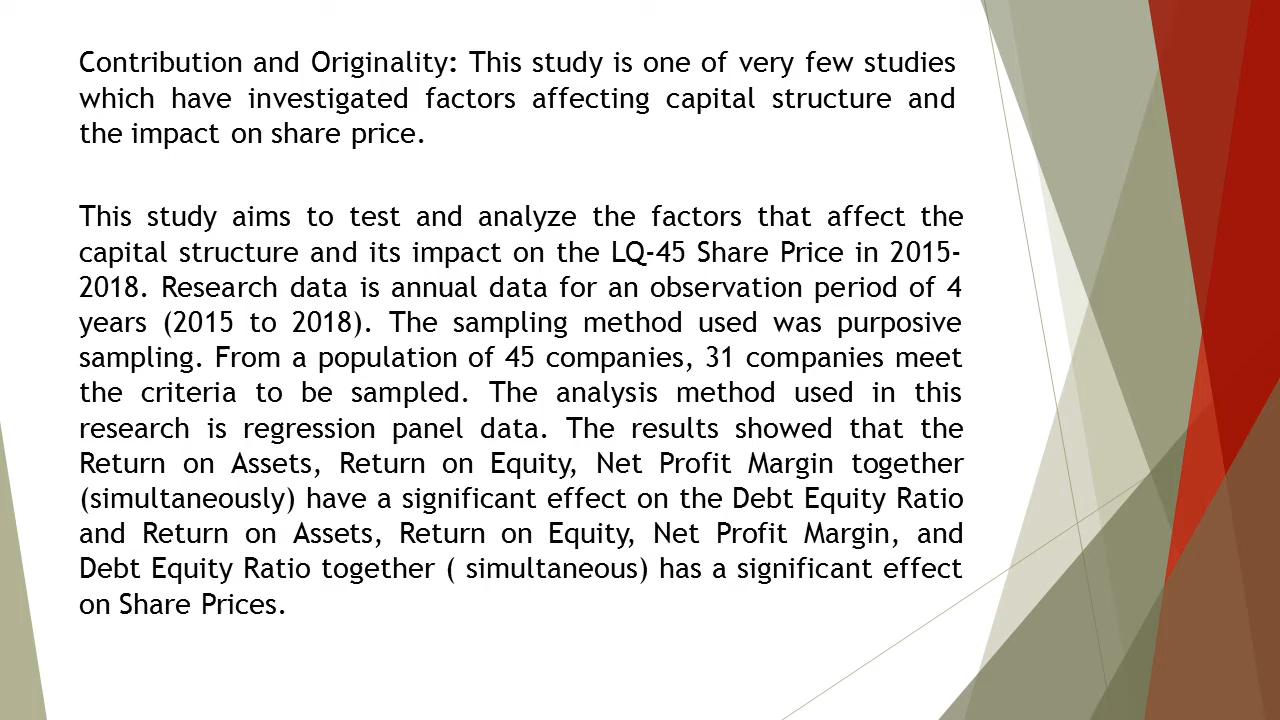 Contribution and Originality: This study is one of very few studies
which have investigated factors affecting capital structure and
the impact on share price.
This study aims to test and analyze the factors that affect the
capital structure and its impact on the LQ-45 Share Price in 2015-
2018. Research data is annual data for an observation period of 4
years (2015 to 2018). The sampling method used was purposive
sampling. From a population of 45 companies, 31 companies meet
the criteria to be sampled. The analysis method used in this
research is regression panel data. The results showed that the
Return on Assets, Return on Equity, Net Profit Margin together
(simultaneously) have a significant effect on the Debt Equity Ratio
and Return on Assets, Return on Equity, Net Profit Margin, and
Debt Equity Ratio together ( simultaneous) has a significant effect
on Share Prices.